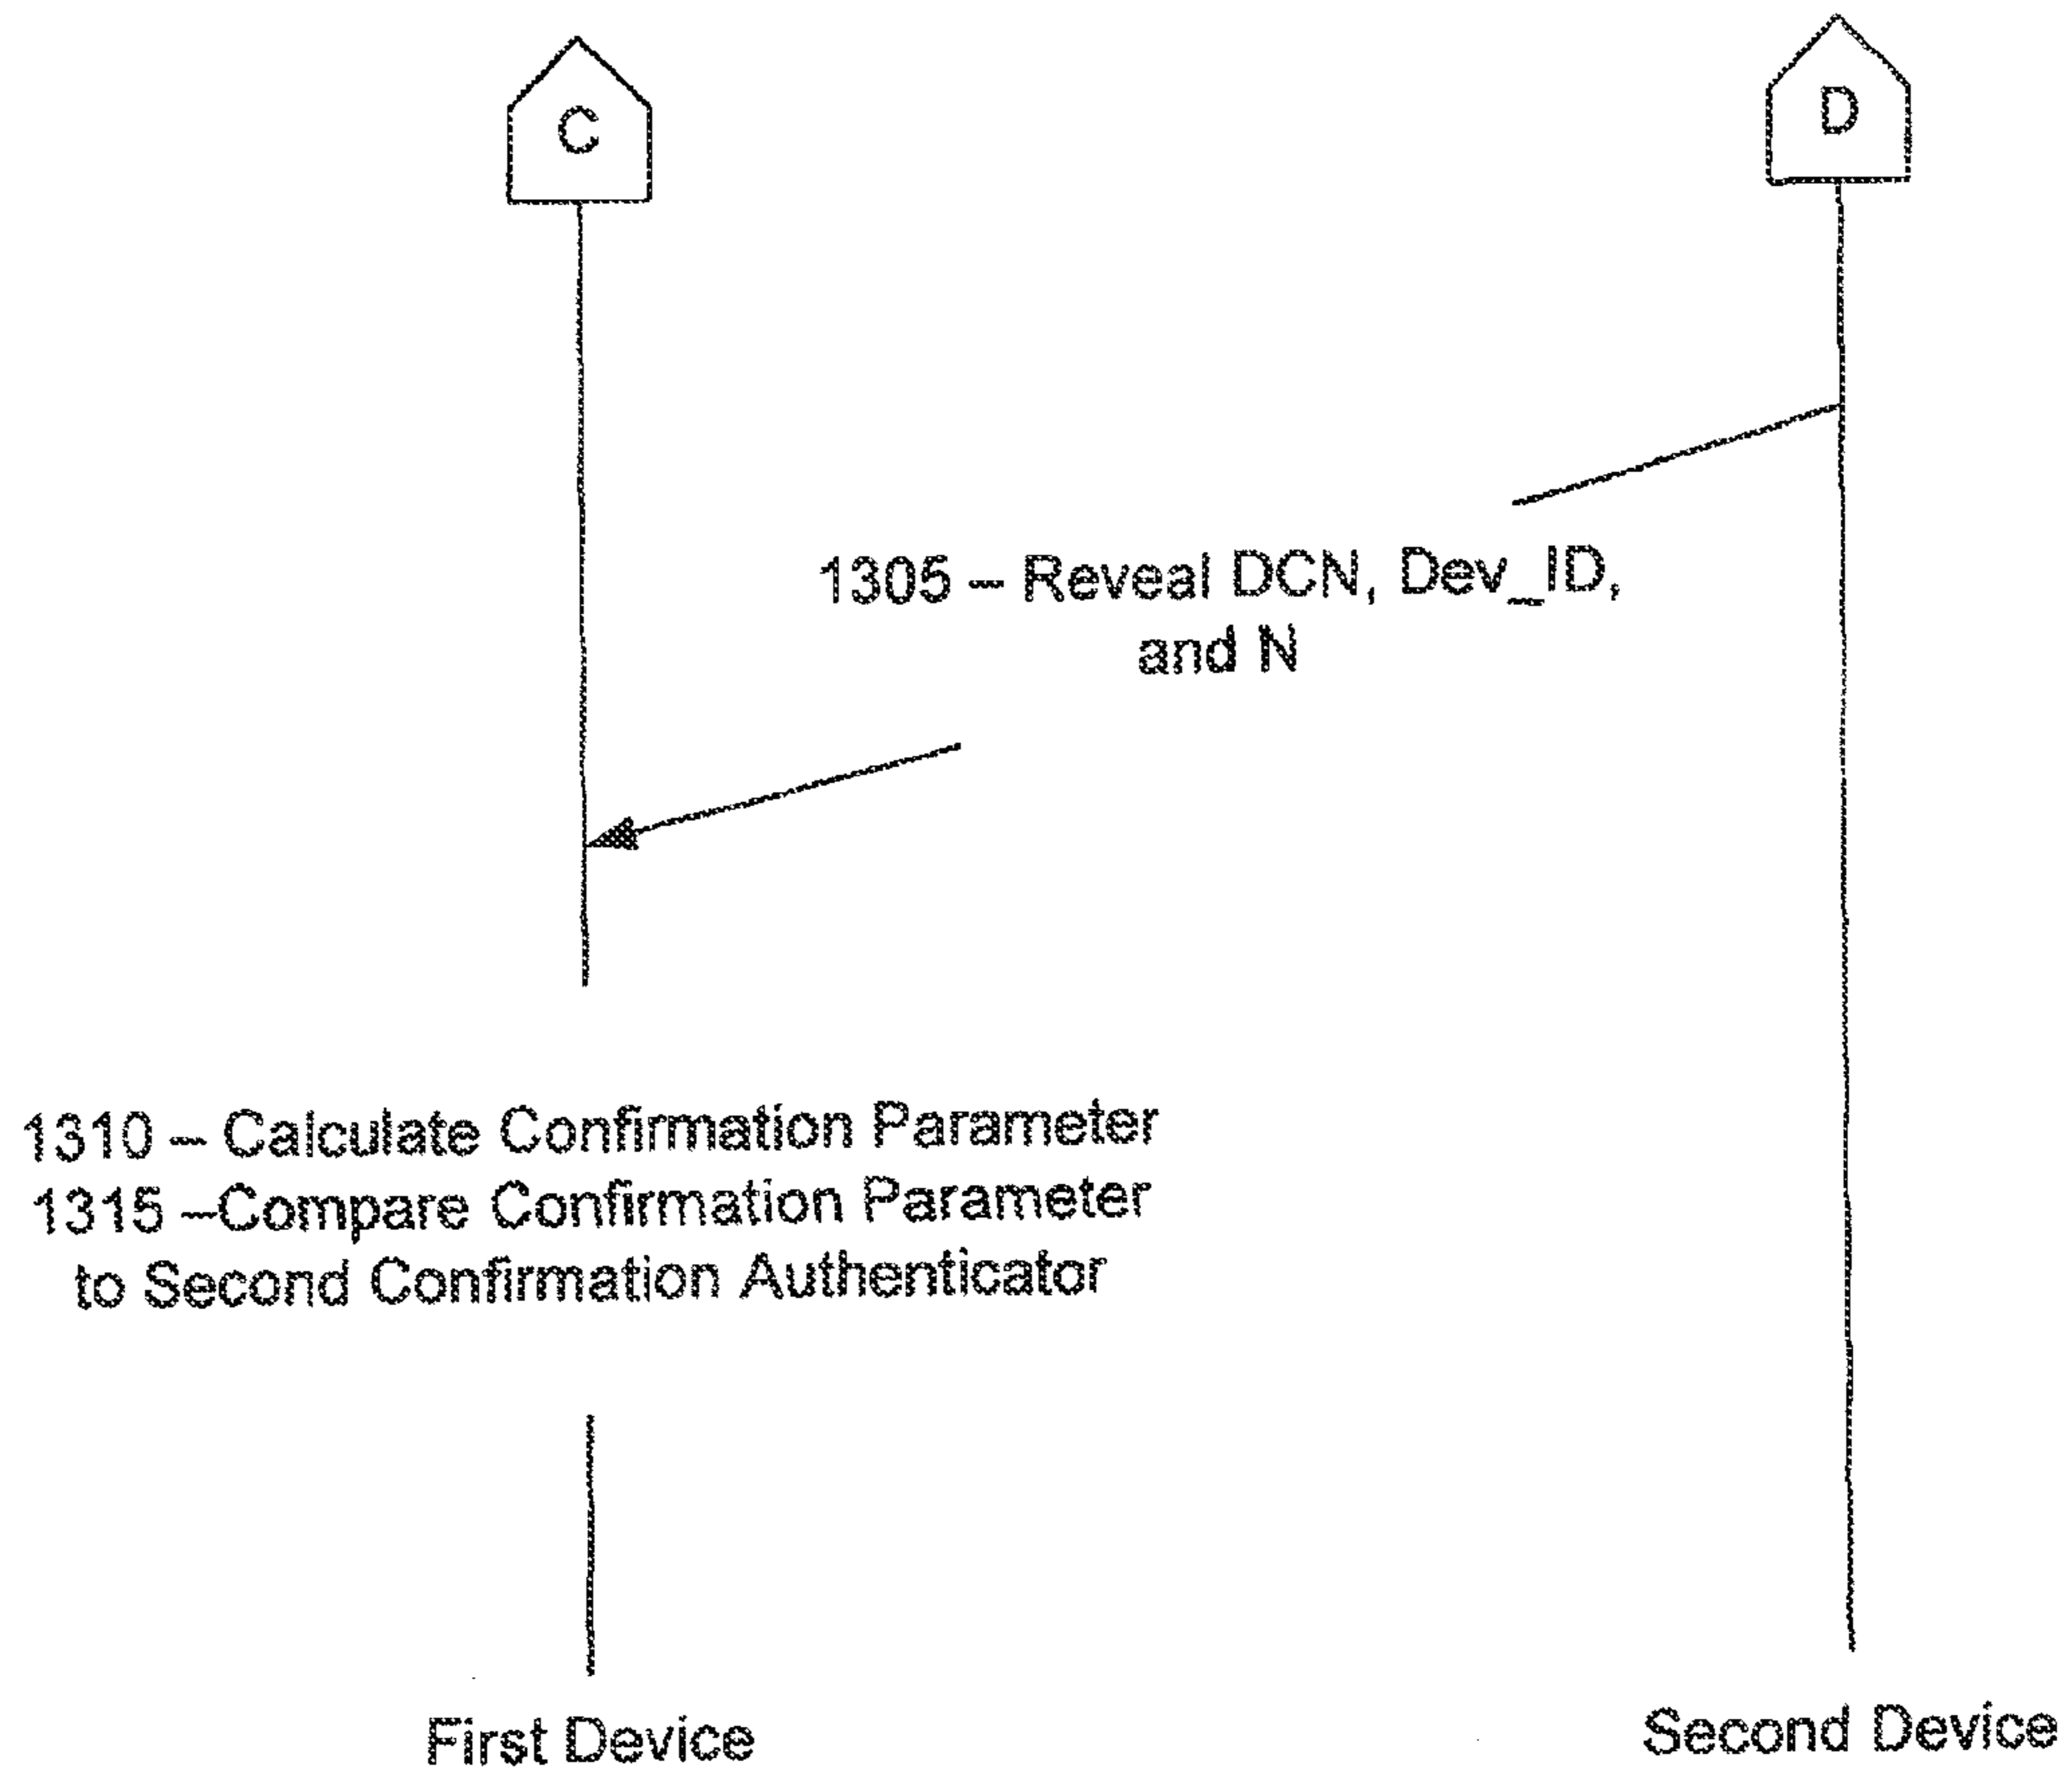 C
D
1305 – Reveal DCN, Dev_ID,
and N
1310 – Calculate Confirmation Parameter
1315 –Compare Confirmation Parameter
to Second Confirmation Authenticator
First Device
Second Device